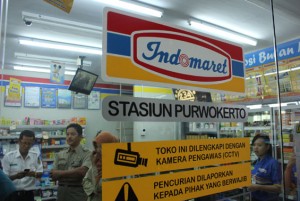 Indomaret
STASIUN PURWOKERTO
TOKO INI DILENGKAPI DENGAN
KAMERA PENGAWAS (CCTV)
PENCURIAN DILAPORKAN
KEPADA PIHAK YANG BERWAJIB